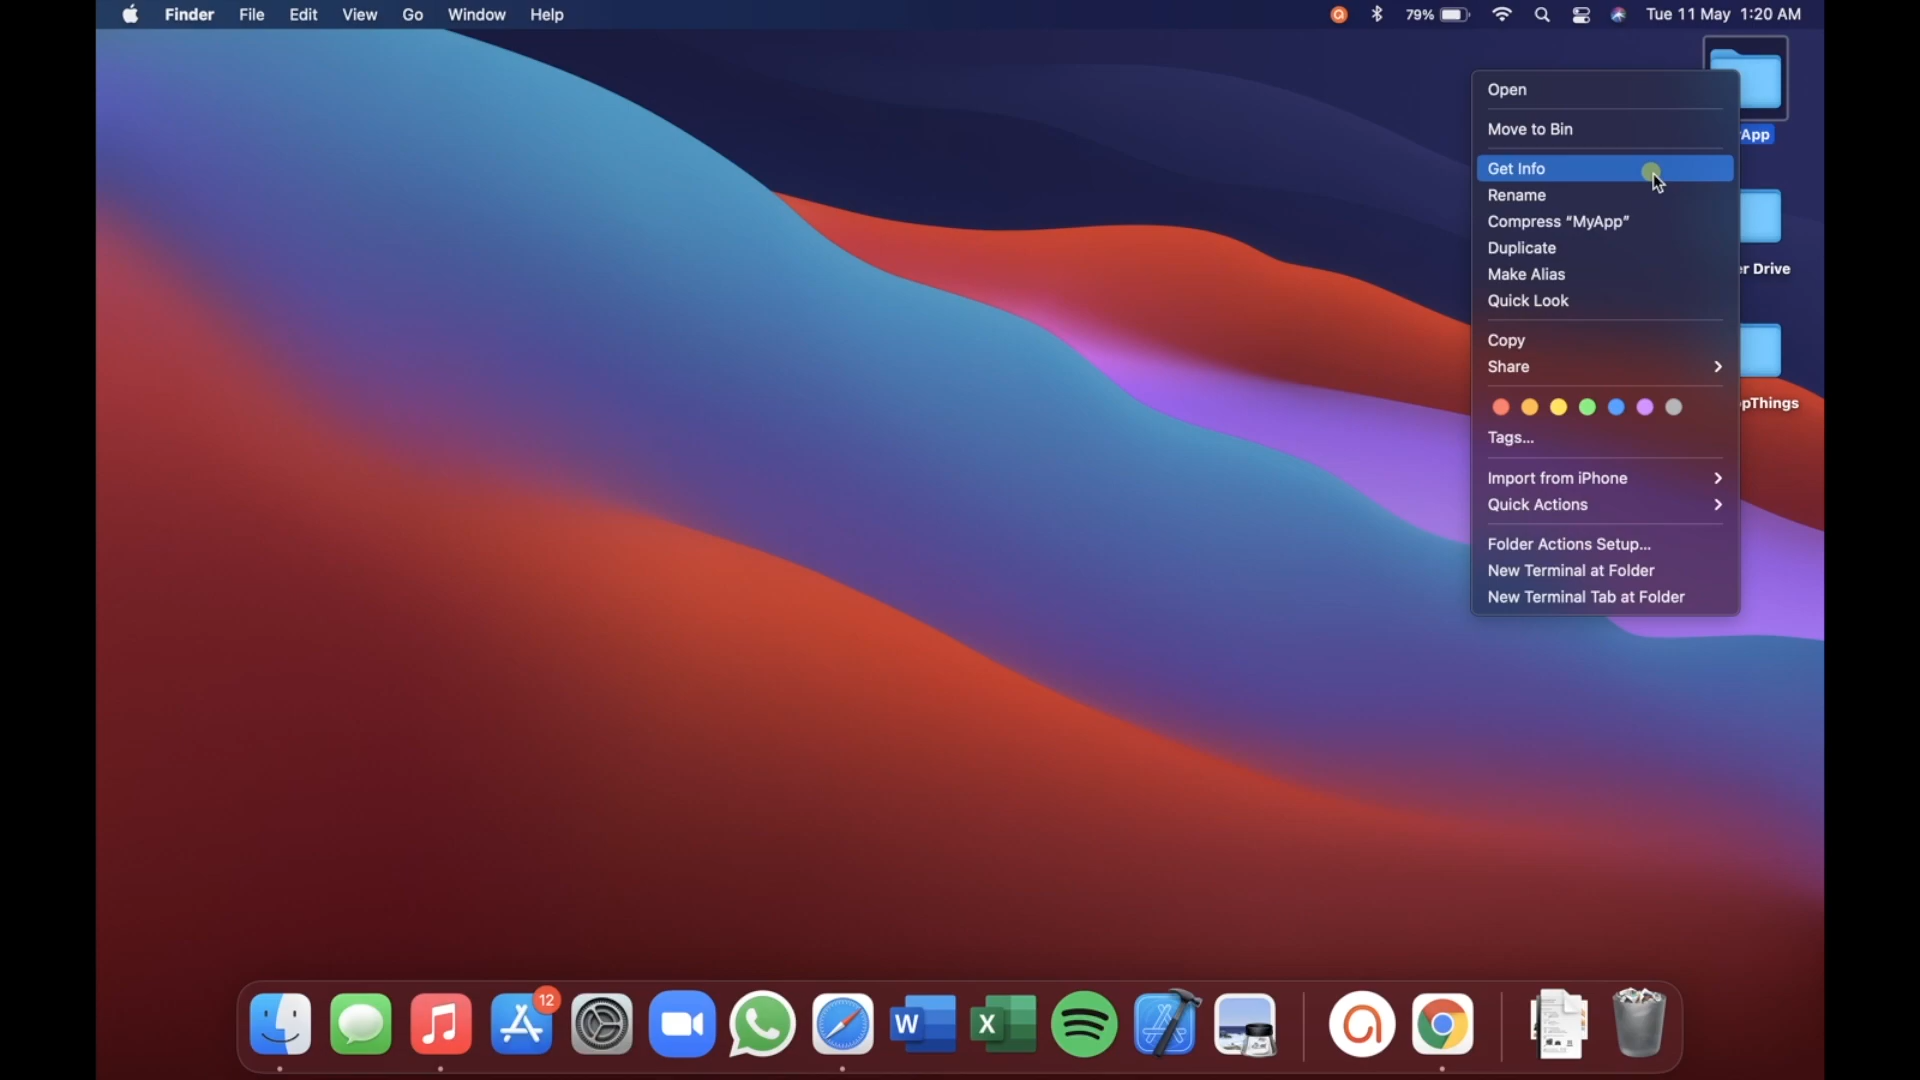 Finder File Edit View Go Window Help 79% Tue 11 May 1:20 AM
Open
Move to Bin
App
Get Info
Rename
Compress “MyApp”
Duplicate
er Drive
Make Alias
Quick Look
Copy
Share
pThings
Tags...
Import from iPhone
Quick Actions
Folder Actions Setup...
New Terminal at Folder
New Terminal Tab at Folder
12
W
X